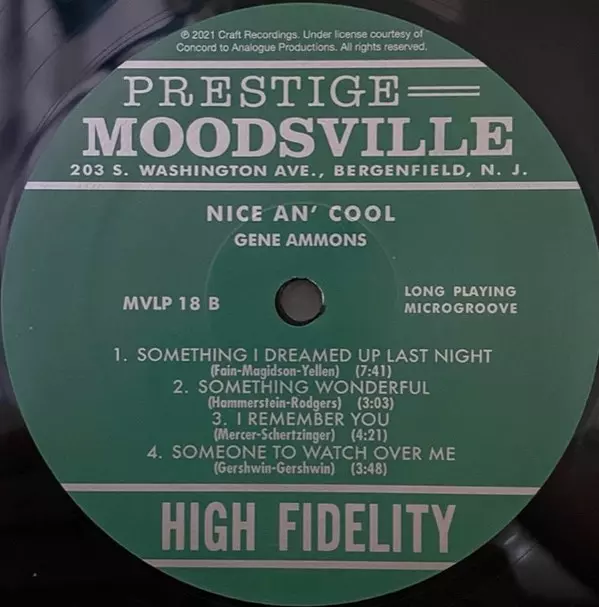 ℗ 2021 Craft Recordings. Under license courtesy of
Concord to Analogue Productions. All rights reserved.
PRESTIGE
MOODSVILLE
203 S. WASHINGTON AVE., BERGENFIELD, N. J.
NICE AN' COOL
GENE AMMONS
MVLP 18 B
LONG PLAYING
MICROGROOVE
1. SOMETHING I DREAMED UP LAST NIGHT
(Fain-Magidson-Yellen) (7:41)
2. SOMETHING WONDERFUL
(Hammerstein-Rodgers) (3:03)
3. I REMEMBER YOU
(Mercer-Schertzinger) (4:21)
4. SOMEONE TO WATCH OVER ME
(Gershwin-Gershwin) (3:48)
HIGH FIDELITY